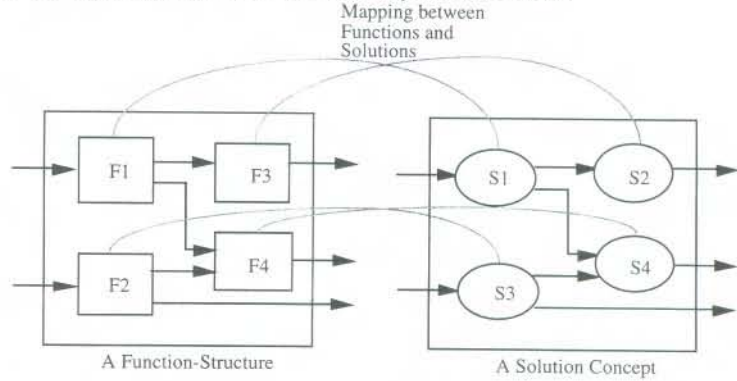 Mapping between
Functions and
Solutions
F1
F3
F2
F4
S1
S2
S3
S4
A Function-Structure
A Solution Concept